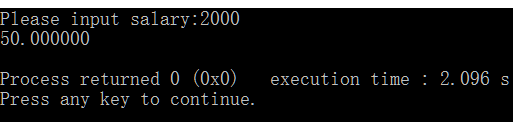 Please input salary:2000
50.000000
Process returned 0 (0x0)   execution time : 2.096 s
Press any key to continue.